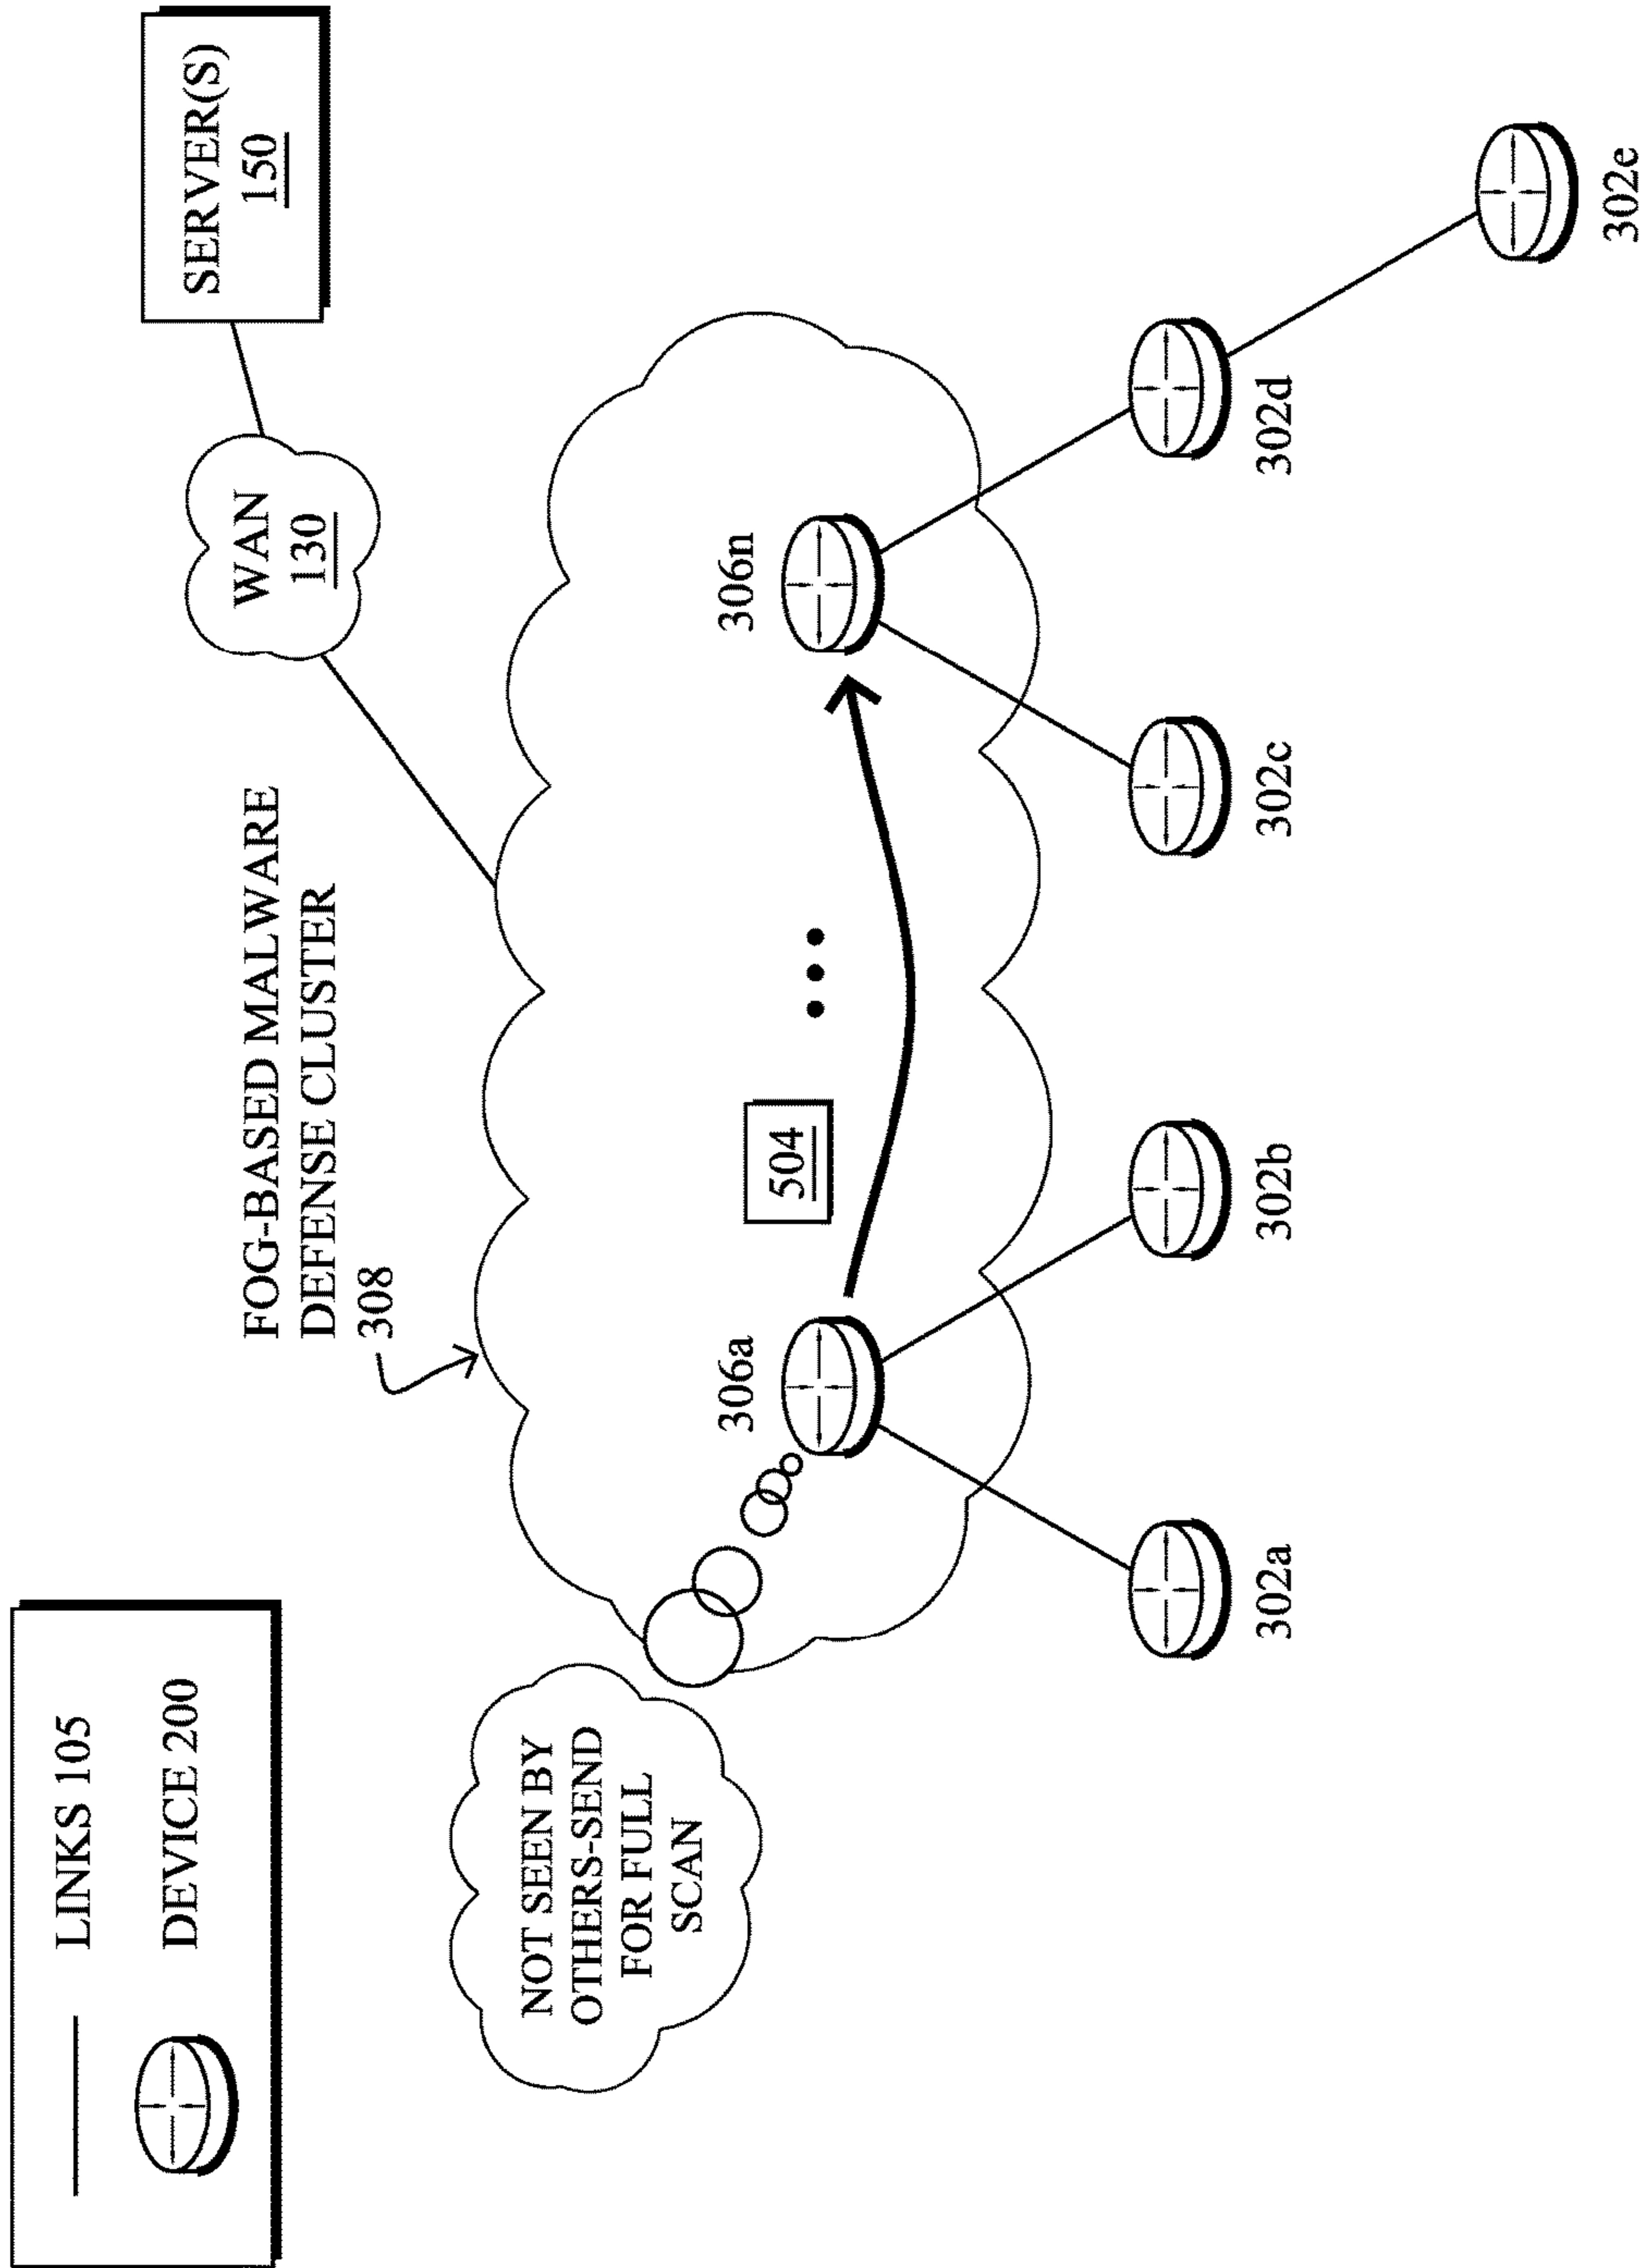 LINKS 105
DEVICE 200
SERVER(S)
150
WAN
130
FOG-BASED MALWARE
DEFENSE CLUSTER
308
NOT SEEN BY
OTHERS-SEND
FOR FULL
SCAN
306a
504
306n
302a
302b
302c
302d
302e